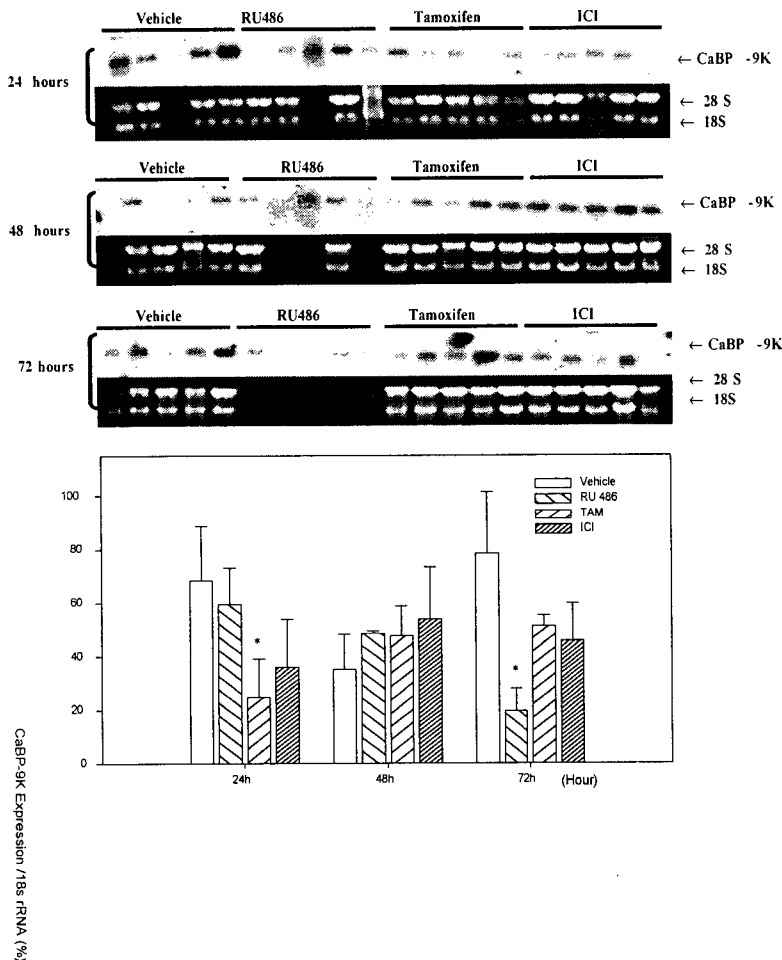 Vehicle RU486 Tamoxifen ICI
24 hours
← CaBP -9K
← 28 S
← 18S
Vehicle RU486 Tamoxifen ICI
48 hours
← CaBP -9K
← 28 S
← 18S
Vehicle RU486 Tamoxifen ICI
72 hours
← CaBP -9K
← 28 S
← 18S
CaBP-9K Expression /18s rRNA (%)
100
80
60
40
20
0
Vehicle
RU 486
TAM
ICI
*
*
24h 48h 72h (Hour)